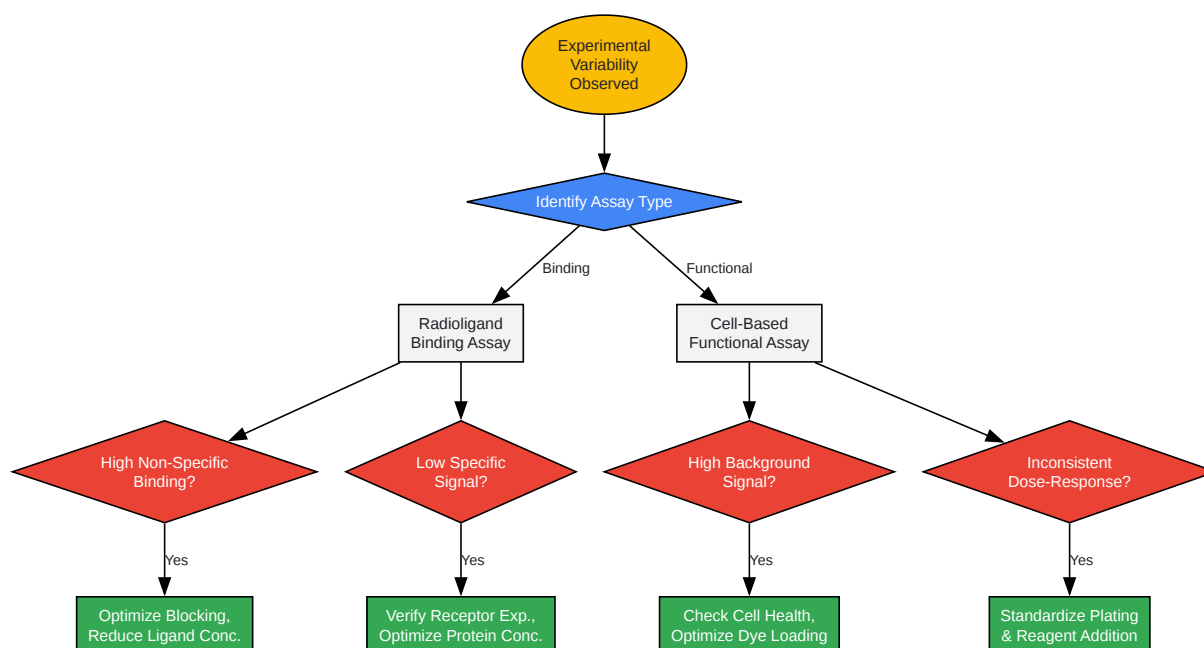 Experimental
Variability
Observed
Identify Assay Type
Binding
Functional
Radioligand
Binding Assay
Cell-Based
Functional Assay
High Non-Specific
Binding?
Low Specific
Signal?
High Background
Signal?
Inconsistent
Dose-Response?
Yes
Yes
Yes
Yes
Optimize Blocking,
Reduce Ligand Conc.
Verify Receptor Exp.,
Optimize Protein Conc.
Check Cell Health,
Optimize Dye Loading
Standardize Plating
& Reagent Addition